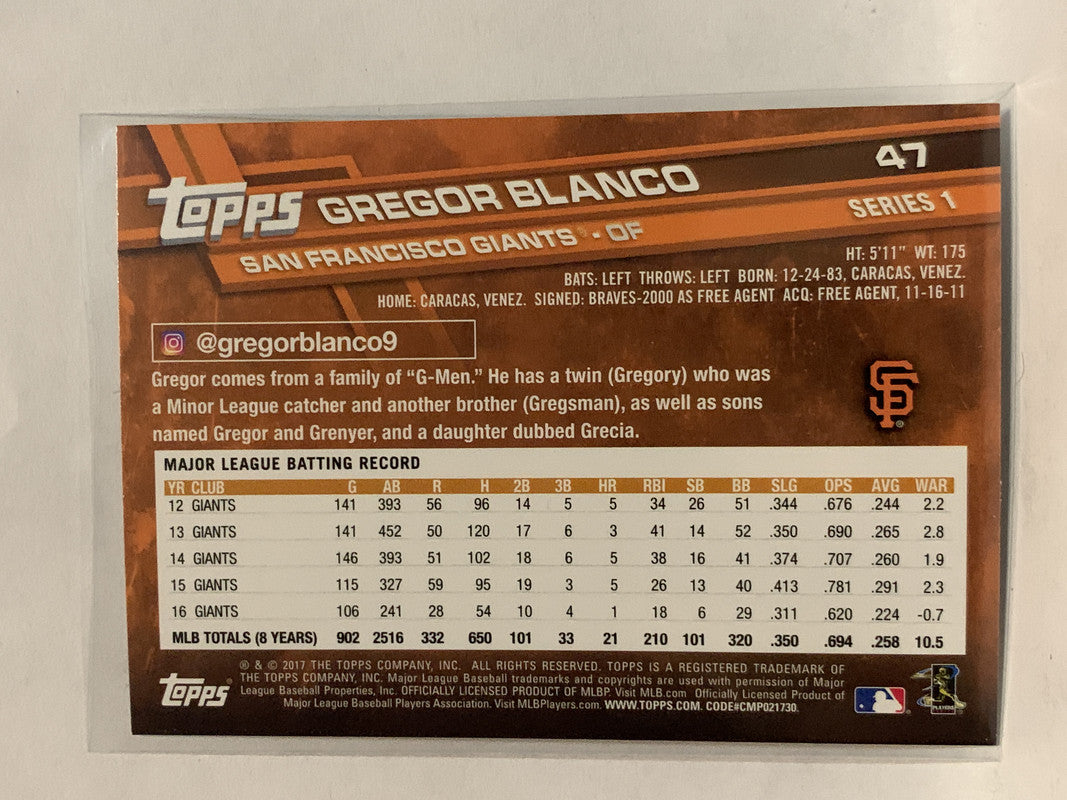 47
TOPPS GREGOR BLANCO
SERIES 1
SAN FRANCISCO GIANTS® - OF
HT: 5'11" WT: 175
BATS: LEFT THROWS: LEFT BORN: 12-24-83, CARACAS, VENEZ.
HOME: CARACAS, VENEZ. SIGNED: BRAVES-2000 AS FREE AGENT ACQ: FREE AGENT, 11-16-11
@gregorblanco9
Gregor comes from a family of “G-Men.” He has a twin (Gregory) who was
a Minor League catcher and another brother (Gregsman), as well as sons
named Gregor and Grenyer, and a daughter dubbed Grecia.
SF®
MAJOR LEAGUE BATTING RECORD
YR CLUB G AB R H 2B 3B HR RBI SB BB SLG OPS AVG WAR
12 GIANTS 141 393 56 96 14 5 5 34 26 51 .344 .676 .244 2.2
13 GIANTS 141 452 50 120 17 6 3 41 14 52 .350 .690 .265 2.8
14 GIANTS 146 393 51 102 18 6 5 38 16 41 .374 .707 .260 1.9
15 GIANTS 115 327 59 95 19 3 5 26 13 40 .413 .781 .291 2.3
16 GIANTS 106 241 28 54 10 4 1 18 6 29 .311 .620 .224 -0.7
MLB TOTALS (8 YEARS) 902 2516 332 650 101 33 21 210 101 320 .350 .694 .258 10.5
® & © 2017 THE TOPPS COMPANY, INC. ALL RIGHTS RESERVED. TOPPS IS A REGISTERED TRADEMARK OF
THE TOPPS COMPANY, INC. Major League Baseball trademarks and copyrights are used with permission of Major
League Baseball Properties, Inc. OFFICIALLY LICENSED PRODUCT OF MLBP. Visit MLB.com Officially Licensed Product of
Major League Baseball Players Association. Visit MLBPlayers.com. WWW.TOPPS.COM. CODE#CMP021730.
TOPPS®
PLAYERS